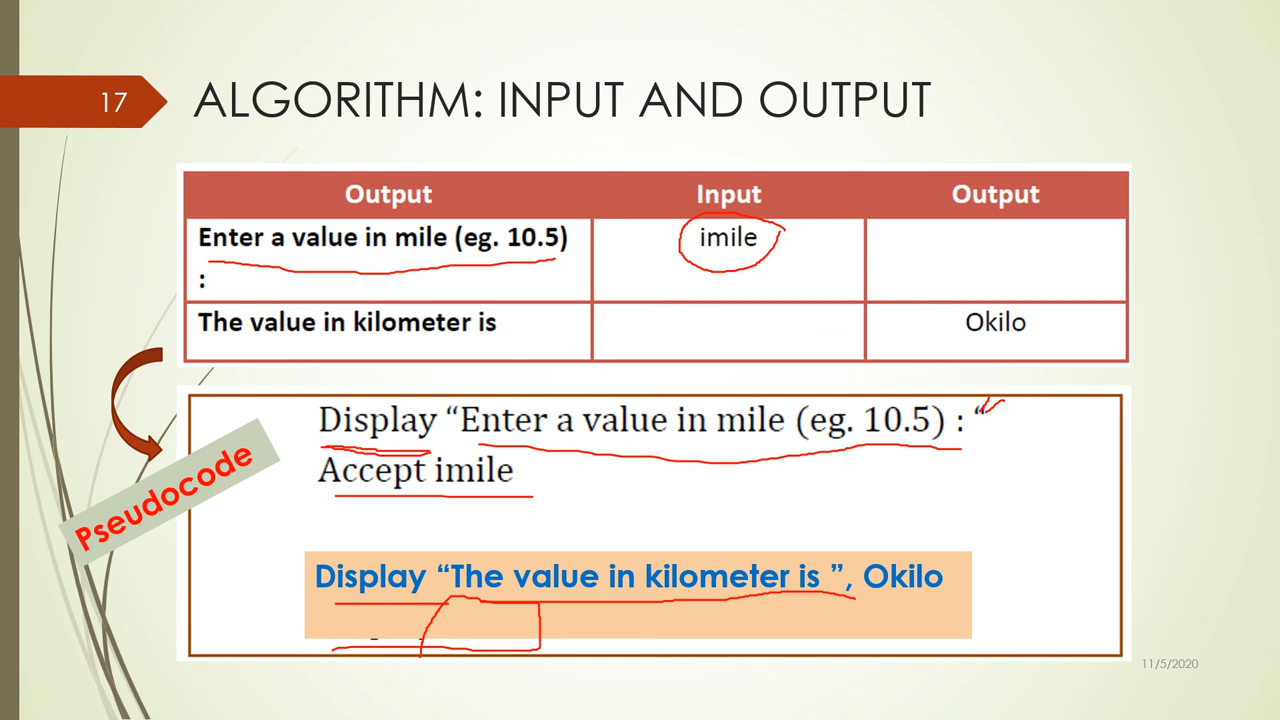 17
ALGORITHM: INPUT AND OUTPUT
Output Input Output
Enter a value in mile (eg. 10.5) imile
:
The value in kilometer is Okilo
Display “Enter a value in mile (eg. 10.5) : “
Accept imile
Pseudocode
Display “The value in kilometer is ”, Okilo
11/5/2020